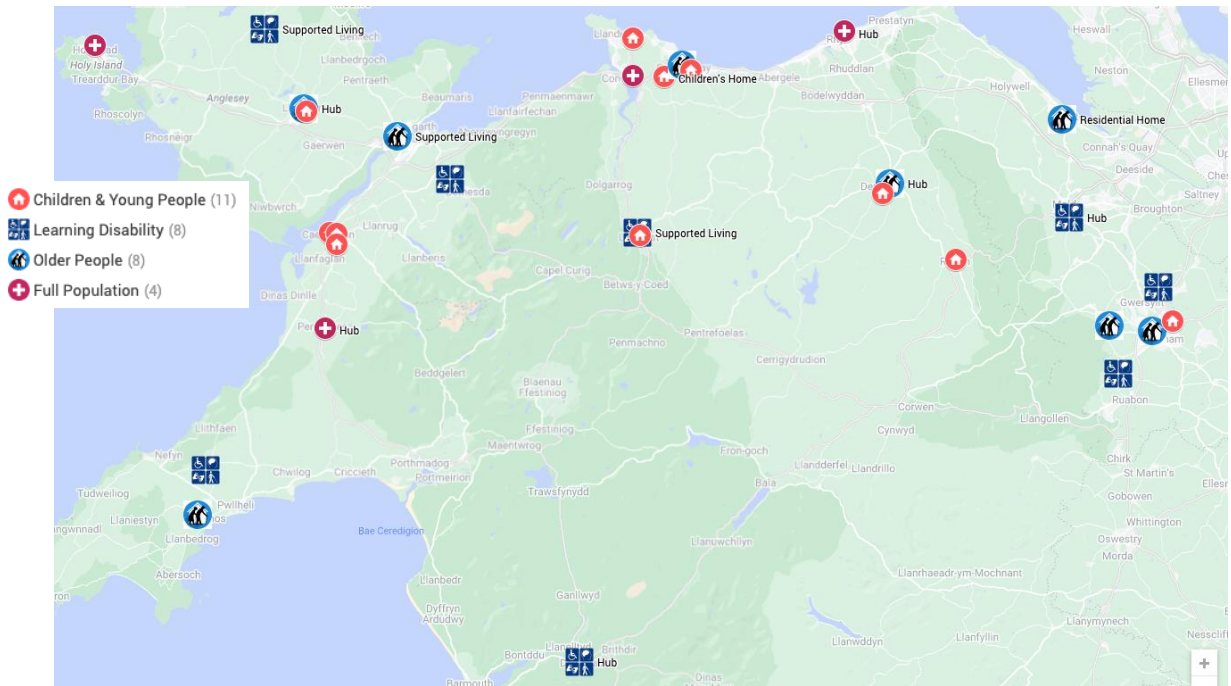 Prestatyn
Heswall
Supported Living
Hub
Holy Island
Trearddur Bay
Llanbedrgoch
Rhuddlan
Neston
Pentraeth
Children's Home
Abergele
Holywell
Anglesey
Beaumaris
Penmaenmawr
Bodelwyddan
Rhoscolyn
Hub
Llanfairfechan
Residential Home
Rhosneigr
Supported Living
Gaerwen
Connah's Quay
Deeside
Dolgarrog
Hub
Saltney
Children & Young People (11)
Niwbwrch
Broughton
Hub
Llanrug
Learning Disability (8)
Supported Living
Llanfaglan
Llanberis
Older People (8)
Capel Curig
Betws-y-Coed
Full Population (4)
Dinas Dinlle
Gwersyllt
Hub
Pentrefoelas
Penmachno
Cerrigydrudion
Beddgelert
Blaenau
Ffestiniog
Ruabon
Corwen
Llangollen
Llithfaen
Ffestiniog
Cynwyd
Maentwrog
Nefyn
Fron-goch
Chirk
Chwilog
Criccieth
Porthmadog
Llandderfel
Llandrillo
St Martin's
Portmeirion
Bala
Tudweiliog
Trawsfynydd
Gobowen
Pwllheli
Llaniestyn
Whittington
Bae Ceredigion
Llanbedrog
Llanuwchllyn
Oswestry
Morda
Abersoch
Llanbedr
Llanrhaeadr-ym-Mochnant
Ganllwyd
Dyffryn
Ardudwy
Llanymynech
Llanwddyn
Llanfyllin
Bontddu
Brithdir
Hub
Barmouth
Dinas